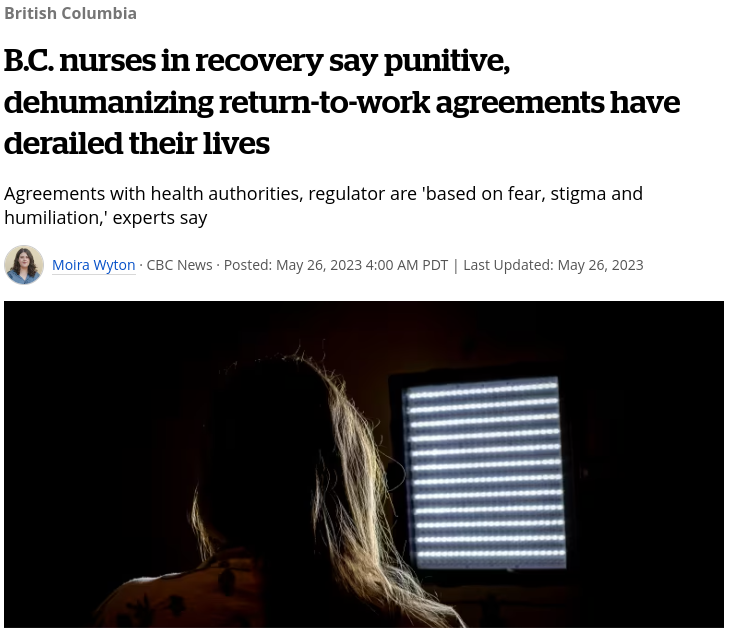 British Columbia
B.C. nurses in recovery say punitive,
dehumanizing return-to-work agreements have
derailed their lives
Agreements with health authorities, regulator are 'based on fear, stigma and
humiliation,' experts say
Moira Wyton · CBC News · Posted: May 26, 2023 4:00 AM PDT | Last Updated: May 26, 2023